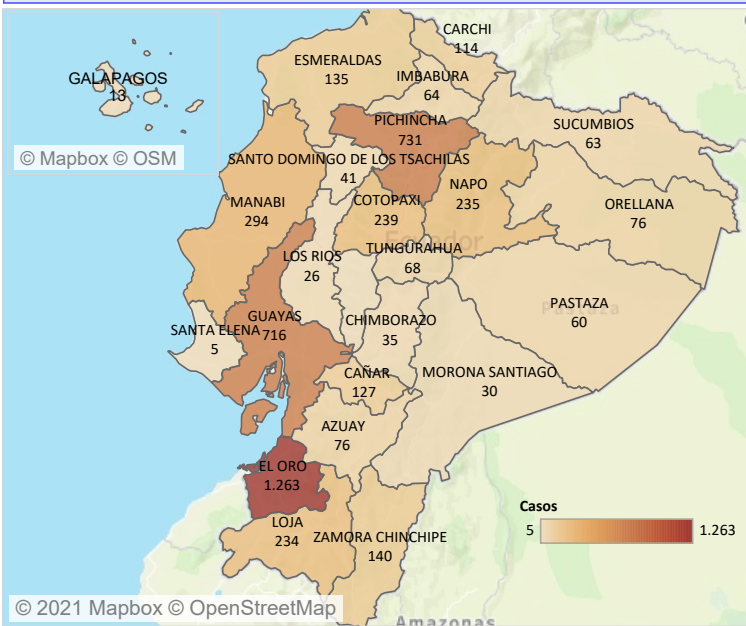 CARCHI
114
ESMERALDAS
135
IMBABURA
64
GALAPAGOS
13
PICHINCHA
731
SUCUMBIOS
63
© Mapbox © OSM
SANTO DOMINGO DE LOS TSACHILAS
41
NAPO
235
MANABI
294
COTOPAXI
239
ORELLANA
76
Ecuador
TUNGURAHUA
68
LOS RIOS
26
Pastaza
PASTAZA
60
GUAYAS
716
SANTA ELENA
5
CHIMBORAZO
35
CAÑAR
127
MORONA SANTIAGO
30
AZUAY
76
EL ORO
1.263
Casos
5
1.263
LOJA
234
ZAMORA CHINCHIPE
140
© 2021 Mapbox © OpenStreetMap
Amazonas